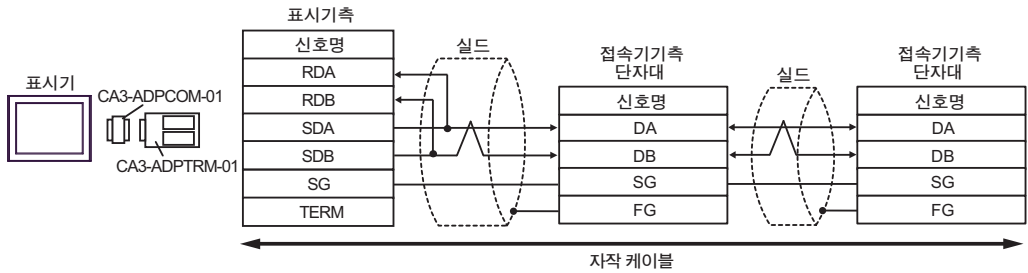 표시기
CA3-ADPCOM-01
CA3-ADPTRM-01
표시기측
신호명
RDA
RDB
SDA
SDB
SG
TERM
실드
접속기기측
단자대
신호명
DA
DB
SG
FG
실드
접속기기측
단자대
신호명
DA
DB
SG
FG
자작 케이블